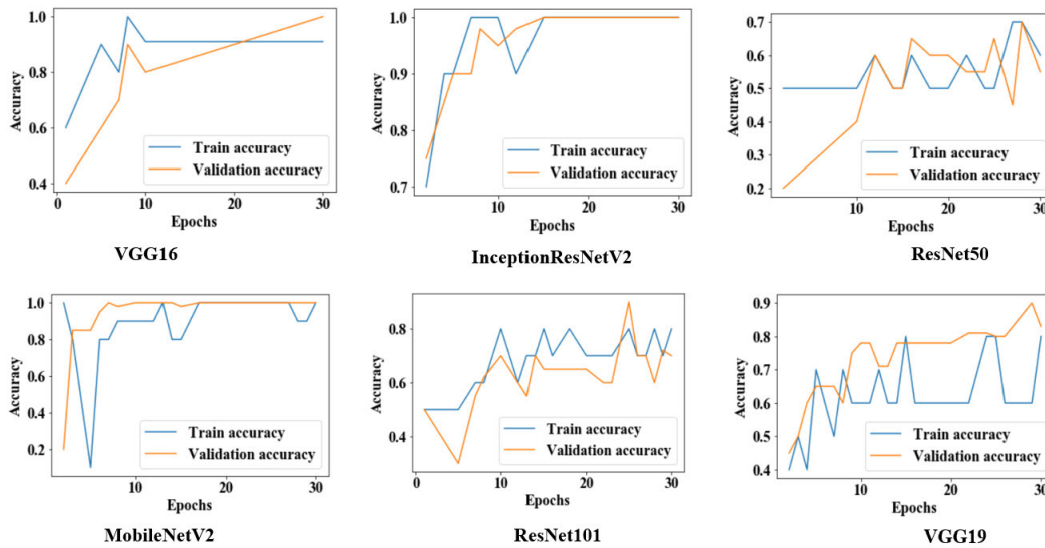 1.0
0.8
0.6
0.4
Accuracy
0
10
20
30
Epochs
Train accuracy
Validation accuracy
VGG16
1.0
0.9
0.8
0.7
Accuracy
10
20
30
Epochs
Train accuracy
Validation accuracy
InceptionResNetV2
0.7
0.6
0.5
0.4
0.3
0.2
Accuracy
10
20
30
Epochs
Train accuracy
Validation accuracy
ResNet50
1.0
0.8
0.6
0.4
0.2
Accuracy
10
20
30
Epochs
Train accuracy
Validation accuracy
MobileNetV2
0.8
0.6
0.4
Accuracy
0
10
20
30
Epochs
Train accuracy
Validation accuracy
ResNet101
0.9
0.8
0.7
0.6
0.5
0.4
Accuracy
10
20
30
Epochs
Train accuracy
Validation accuracy
VGG19